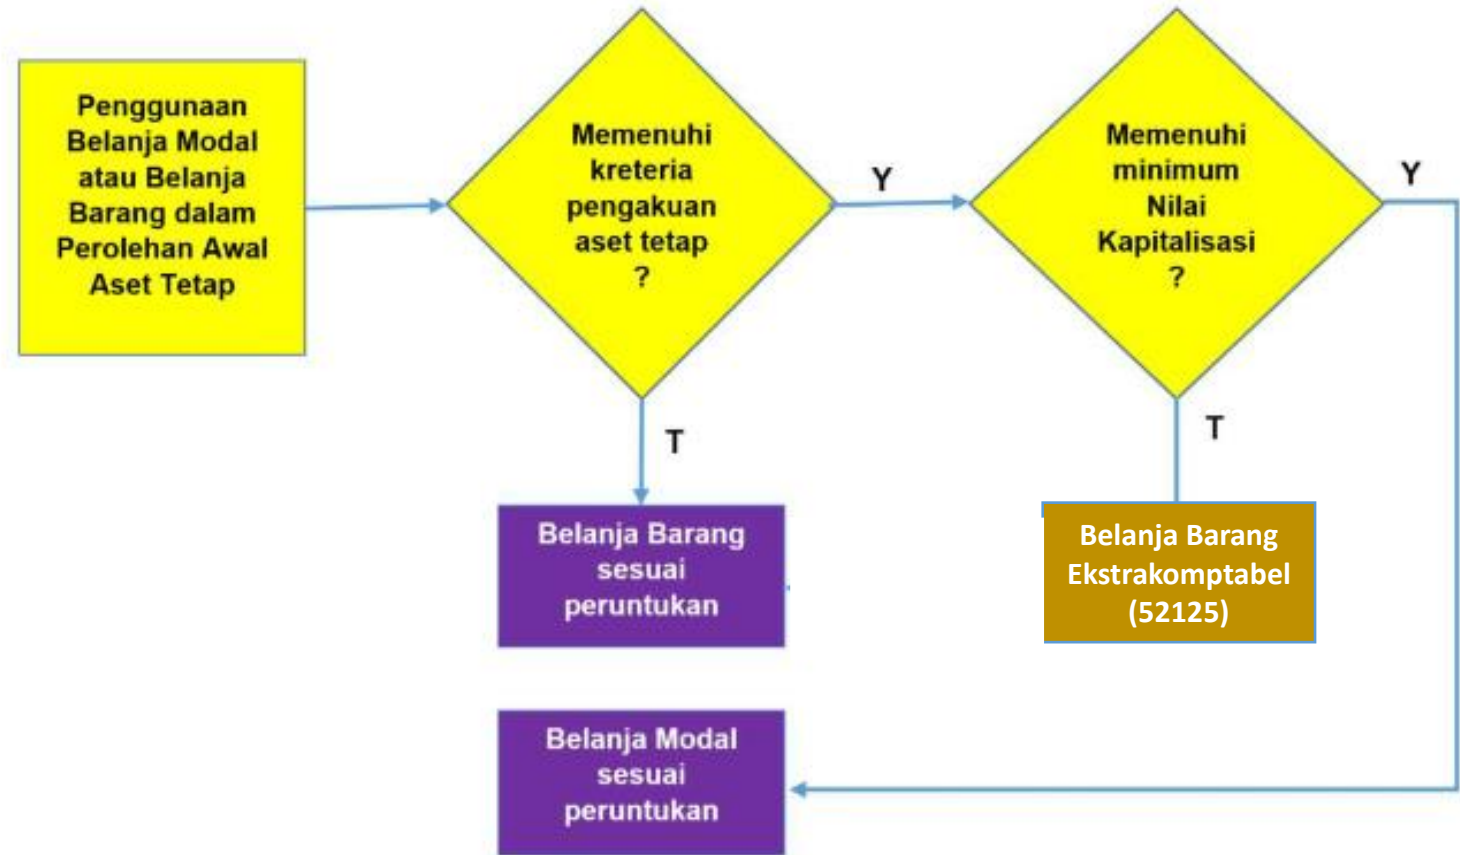 Penggunaan
Belanja Modal
atau Belanja
Barang dalam
Perolehan Awal
Aset Tetap
Memenuhi
kreteria
pengakuan
aset tetap
?
Y
Memenuhi
minimum
Nilai
Kapitalisasi
?
Y
T
T
Belanja Barang
sesuai
peruntukan
Belanja Barang
Ekstrakomptabel
(52125)
Belanja Modal
sesuai
peruntukan